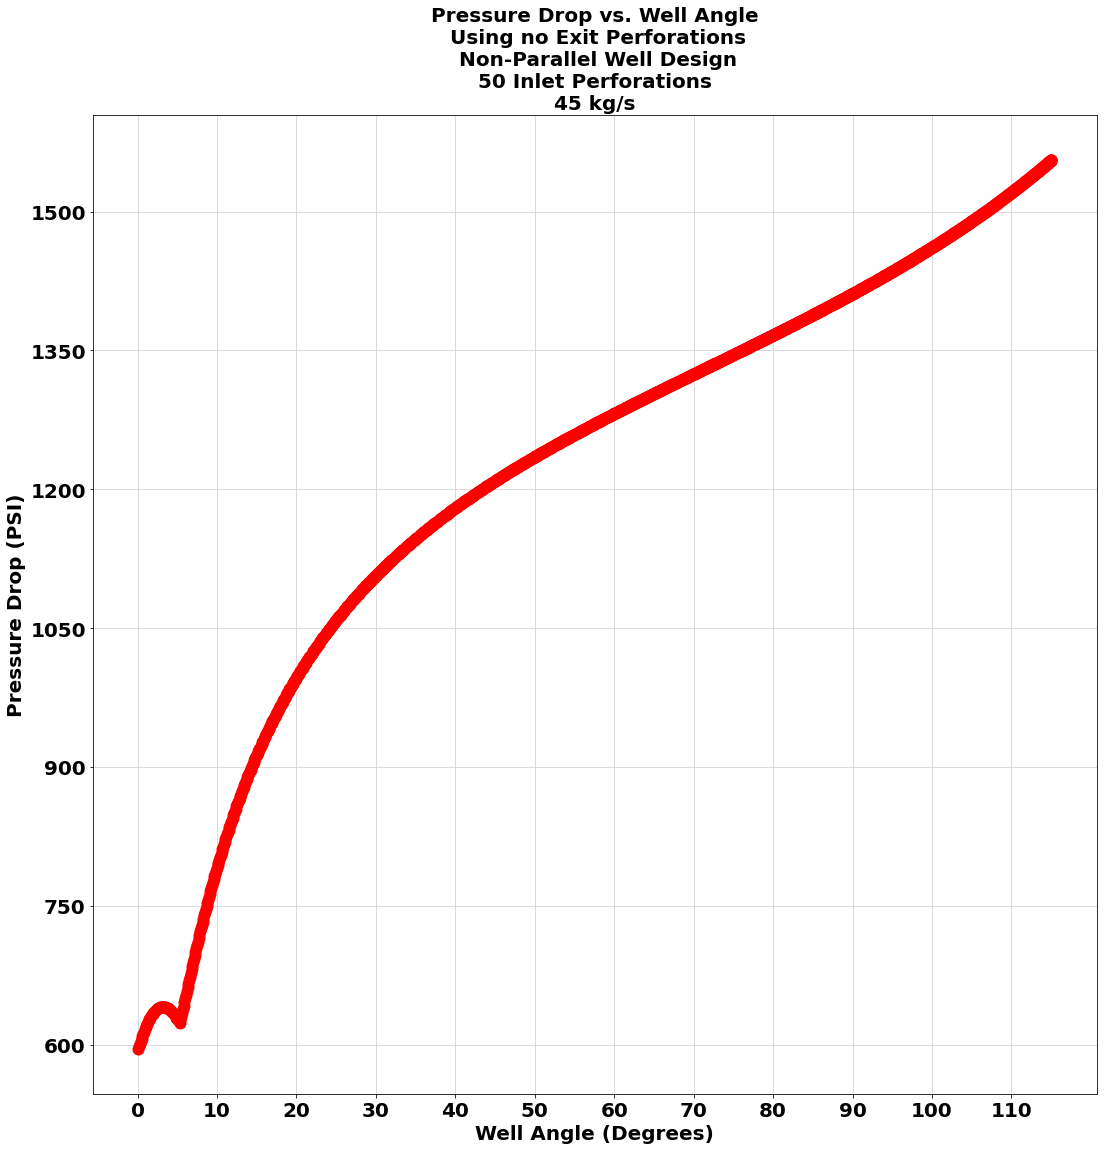 Pressure Drop vs. Well Angle
Using no Exit Perforations
Non-Parallel Well Design
50 Inlet Perforations
45 kg/s
Pressure Drop (PSI)
1500
1350
1200
1050
900
750
600
0 10 20 30 40 50 60 70 80 90 100 110
Well Angle (Degrees)